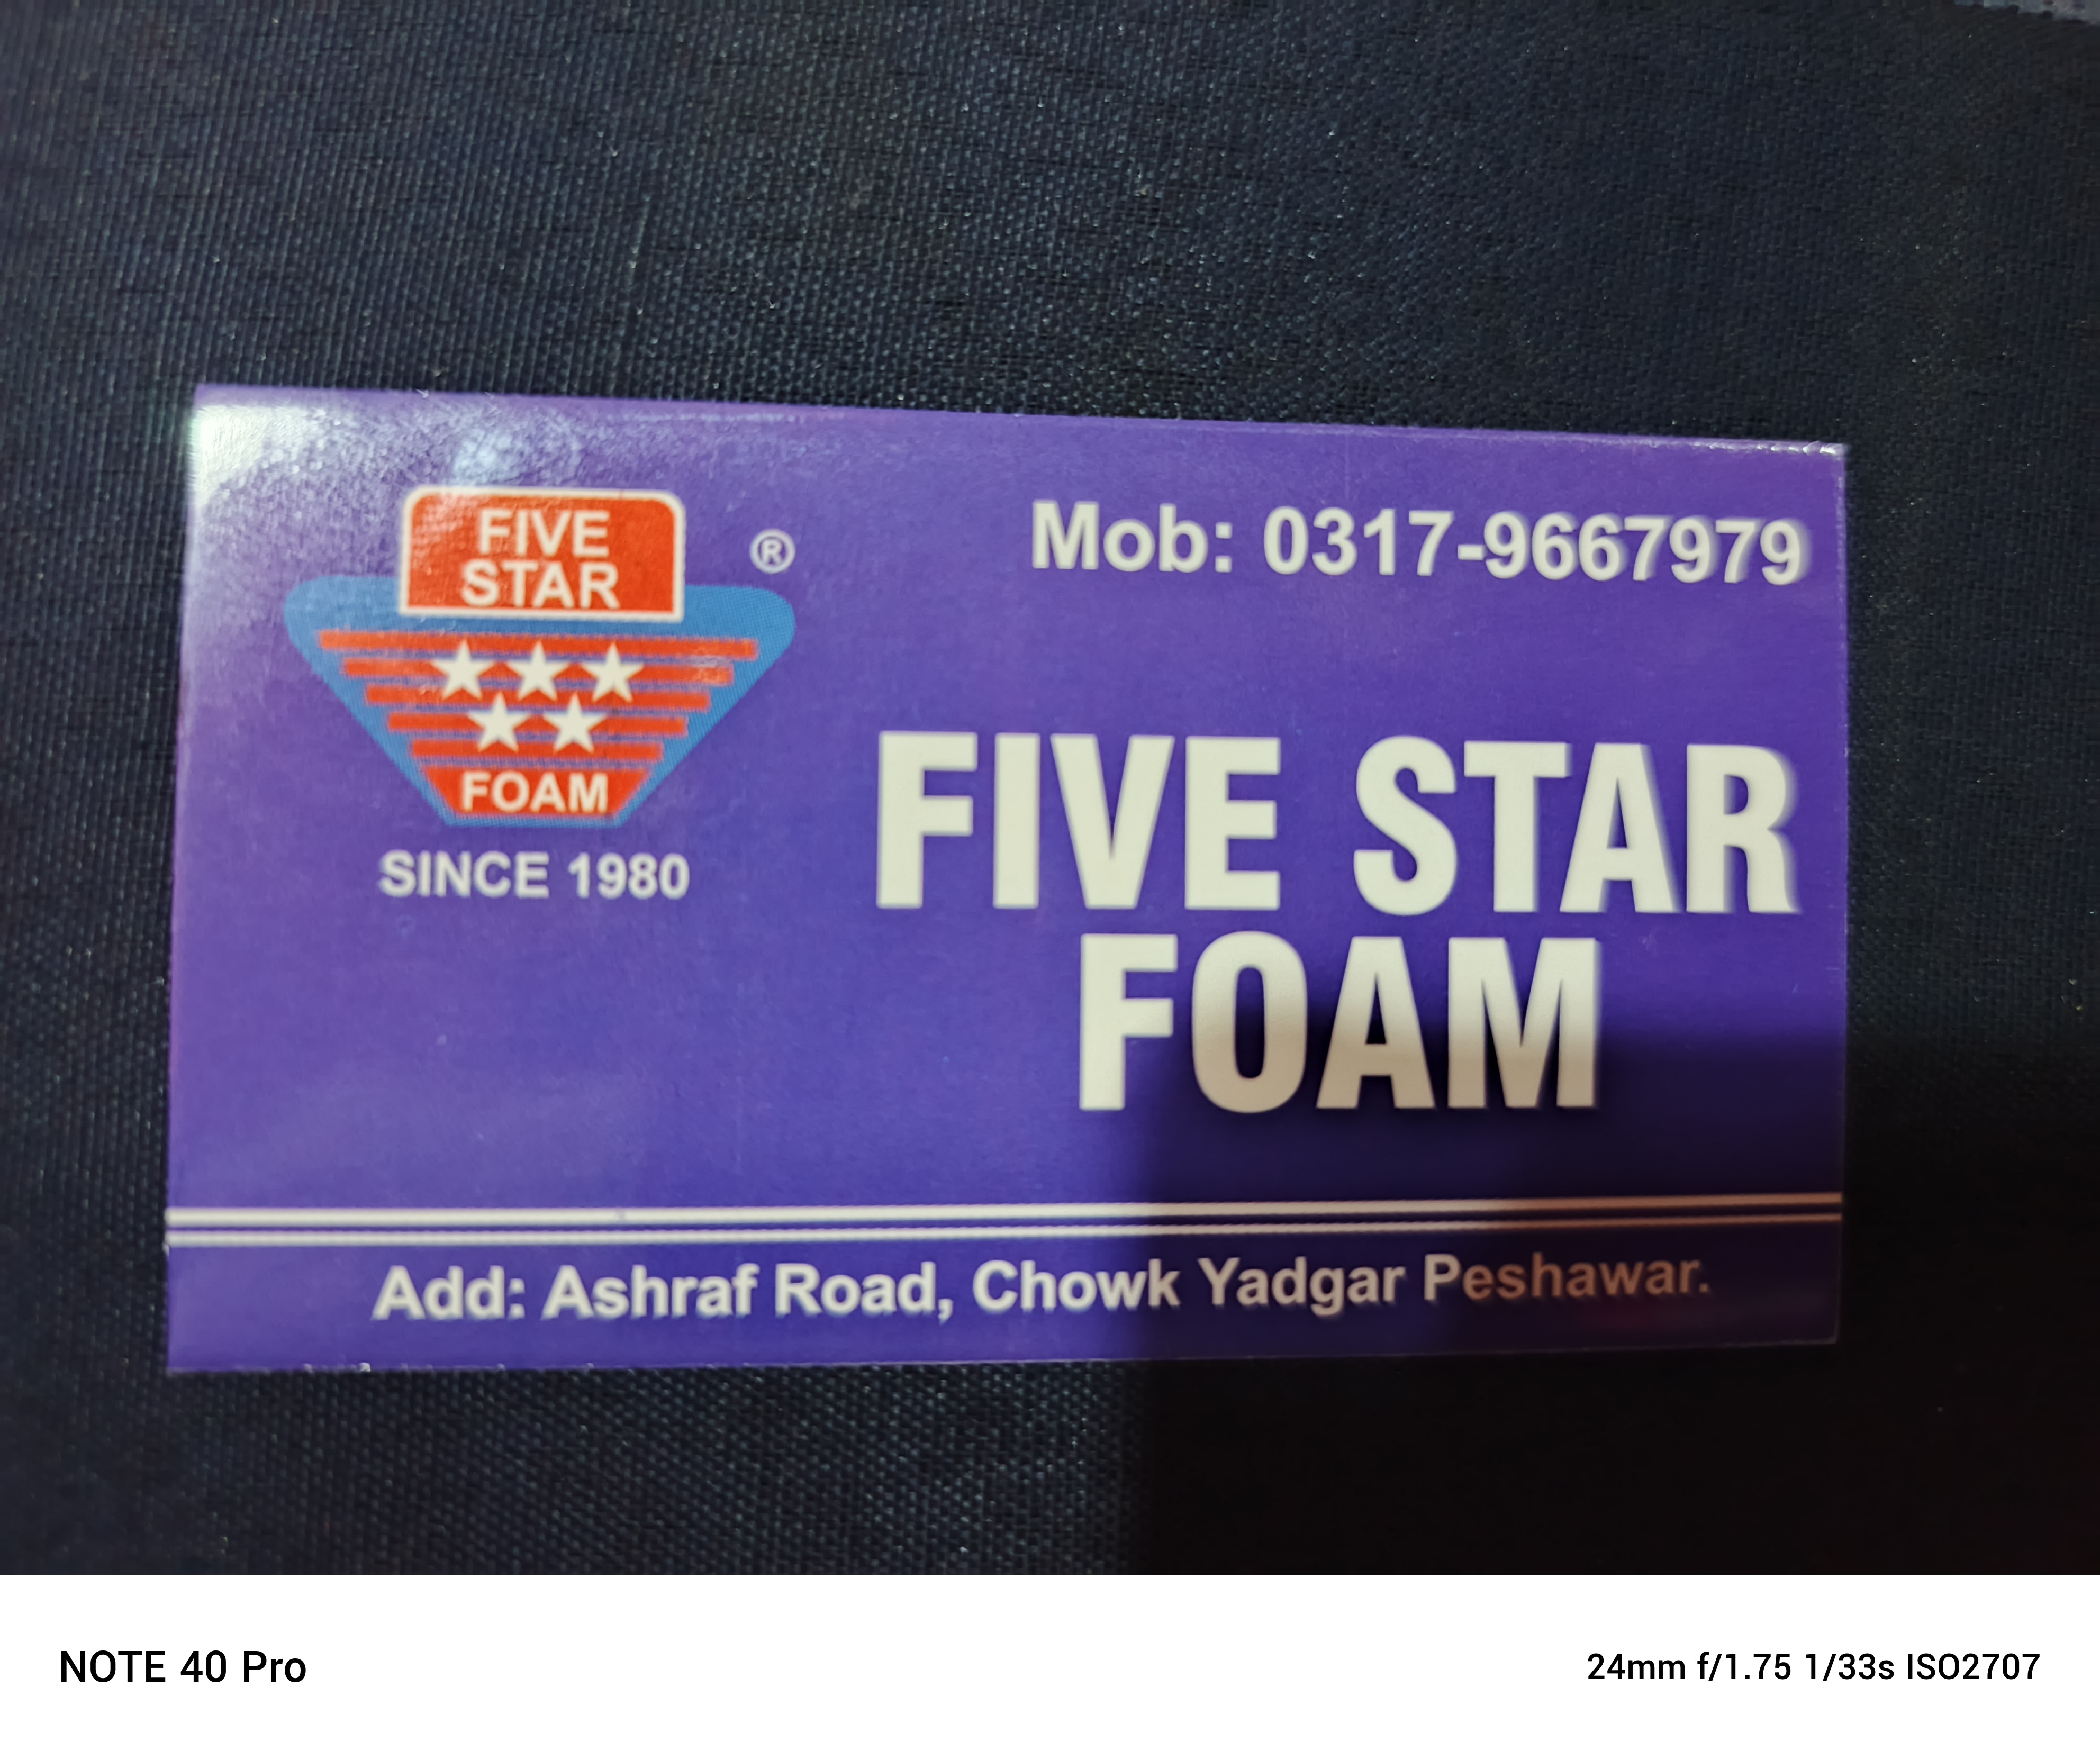 FIVE
STAR
®
FOAM
SINCE 1980
Mob: 0317-9667979
FIVE STAR
FOAM
Add: Ashraf Road, Chowk Yadgar Peshawar.
NOTE 40 Pro
24mm f/1.75 1/33s ISO2707